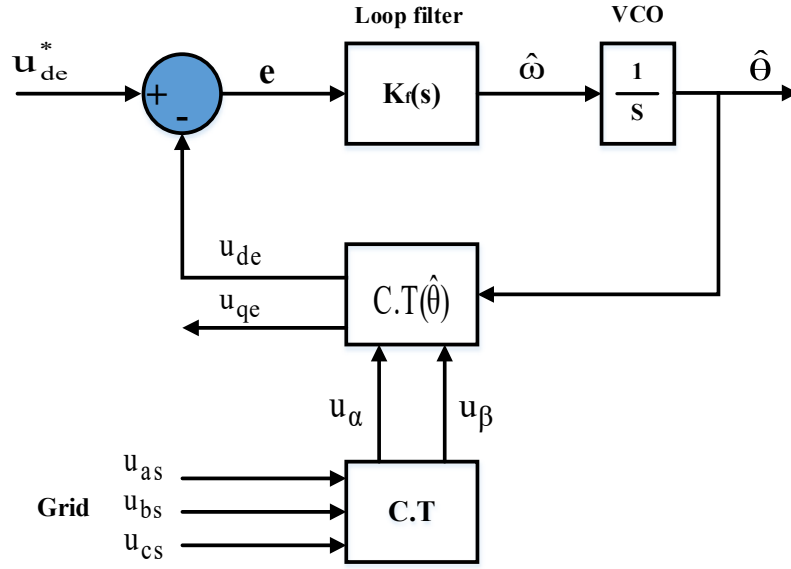 Loop filter
VCO
u*de
+
-
e
Kf(s)
ω̂
1
S
θ̂
ude
uqe
C.T(θ̂)
uα
uβ
Grid
uas
ubs
ucs
C.T